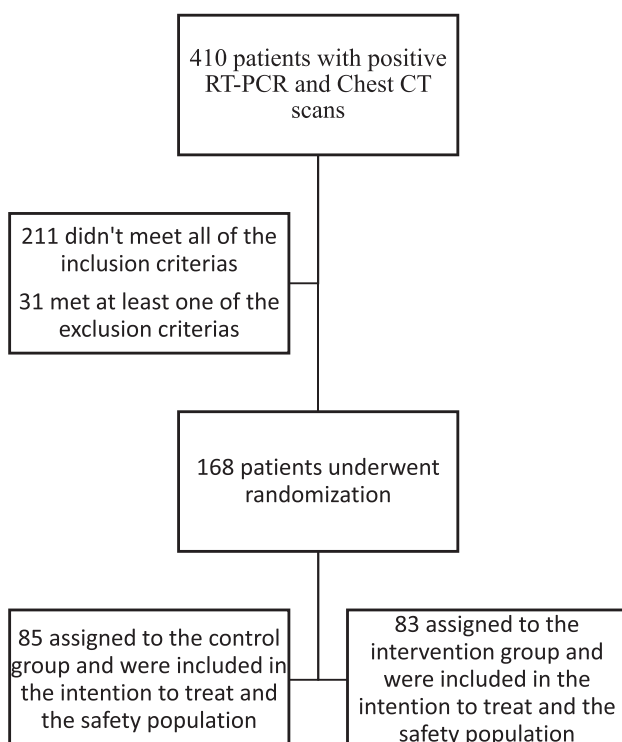 410 patients with positive
RT-PCR and Chest CT
scans
211 didn't meet all of the
inclusion criterias
31 met at least one of the
exclusion criterias
168 patients underwent
randomization
85 assigned to the control
group and were included in
the intention to treat and
the safety population
83 assigned to the
intervention group and
were included in the
intention to treat and the
safety population